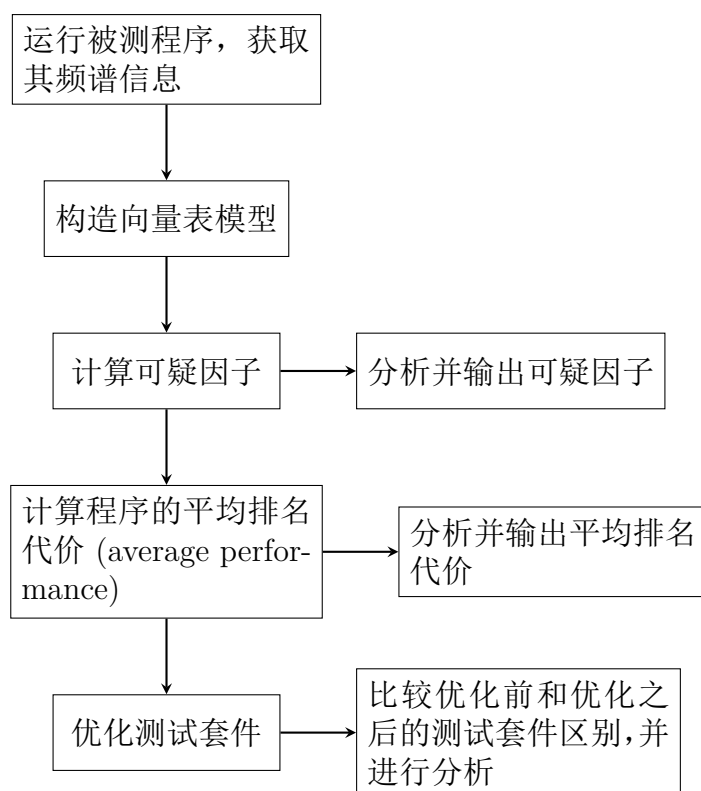 运行被测程序，获取
其频谱信息
构造向量表模型
计算可疑因子
分析并输出可疑因子
计算程序的平均排名
代价 (average perfor-
mance)
分析并输出平均排名
代价
优化测试套件
比较优化前和优化之
后的测试套件区别，并
进行分析